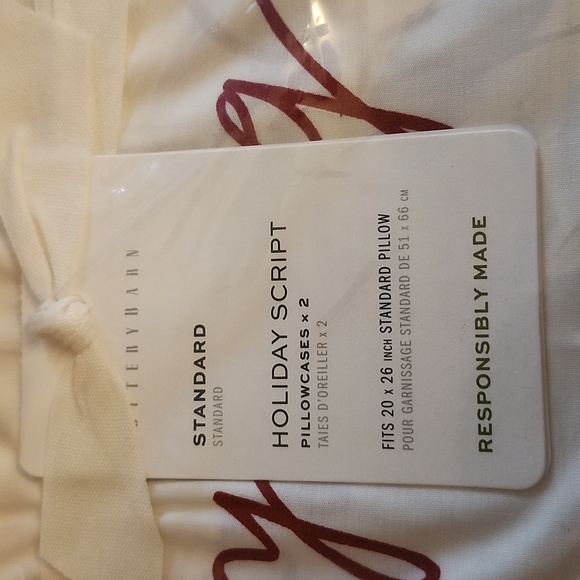 TTERYBARN
STANDARD
STANDARD
HOLIDAY SCRIPT
PILLOWCASES x 2
TAIES D'OREILLER x 2
FITS 20 x 26 INCH STANDARD PILLOW
POUR GARNISSAGE STANDARD DE 51 x 66 CM
RESPONSIBLY MADE